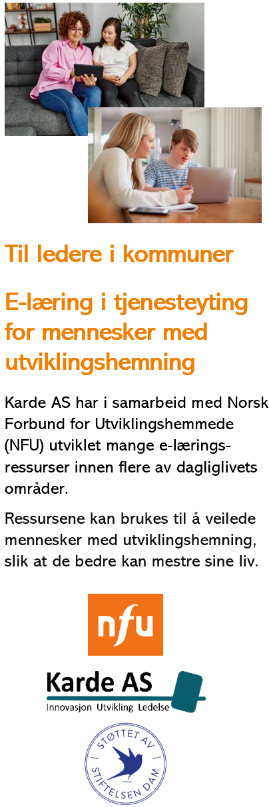 Til ledere i kommuner
E-læring i tjenesteyting
for mennesker med
utviklingshemning
Karde AS har i samarbeid med Norsk
Forbund for Utviklingshemmede
(NFU) utviklet mange e-lærings-
ressurser innen flere av dagliglivets
områder.
Ressursene kan brukes til å veilede
mennesker med utviklingshemning,
slik at de bedre kan mestre sine liv.
nfu
Karde AS
Innovasjon Utvikling Ledelse
STØTTET AV
STIFTELSEN DAM